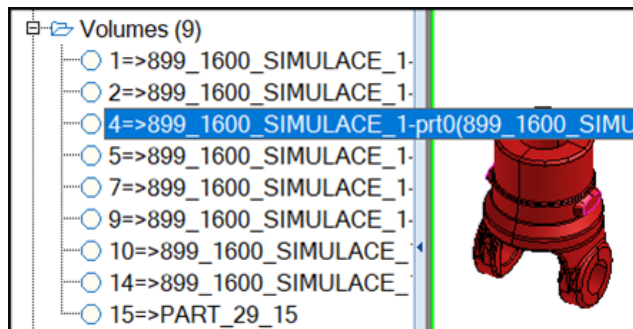 Volumes (9)
1=>899_1600_SIMULACE_1-
2=>899_1600_SIMULACE_1-
4=>899_1600_SIMULACE_1-prt0(899_1600_SIMU
5=>899_1600_SIMULACE_1-
7=>899_1600_SIMULACE_1-
9=>899_1600_SIMULACE_1-
10=>899_1600_SIMULACE_
14=>899_1600_SIMULACE_
15=>PART_29_15